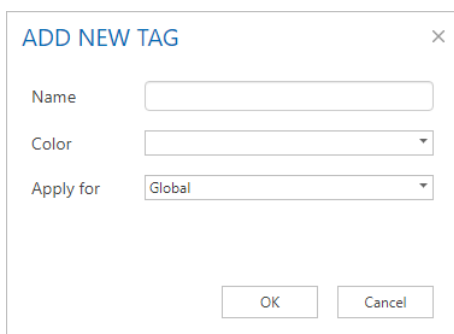 ADD NEW TAG
Name
Color
Apply for Global
OK Cancel